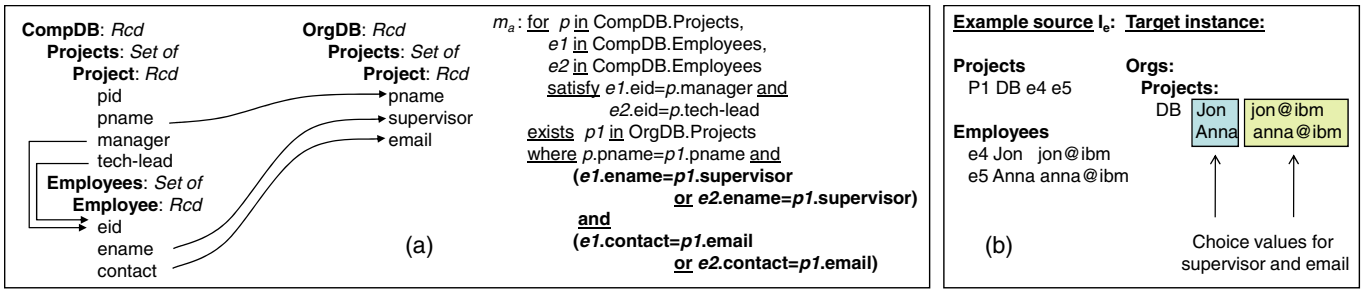 CompDB: Rcd
Projects: Set of
Project: Rcd
pid
pname
manager
tech-lead
Employees: Set of
Employee: Rcd
eid
ename
contact
OrgDB: Rcd
Projects: Set of
Project: Rcd
pname
supervisor
email
(a)
ma: for p in CompDB.Projects,
e1 in CompDB.Employees,
e2 in CompDB.Employees
satisfy e1.eid=p.manager and
e2.eid=p.tech-lead
exists p1 in OrgDB.Projects
where p.pname=p1.pname and
(e1.ename=p1.supervisor
or e2.ename=p1.supervisor)
and
(e1.contact=p1.email
or e2.contact=p1.email)
Example source Ie: Target instance:
Projects
P1 DB e4 e5
Employees
e4 Jon jon@ibm
e5 Anna anna@ibm
Orgs:
Projects:
DB Jon jon@ibm
Anna anna@ibm
(b)
Choice values for
supervisor and email